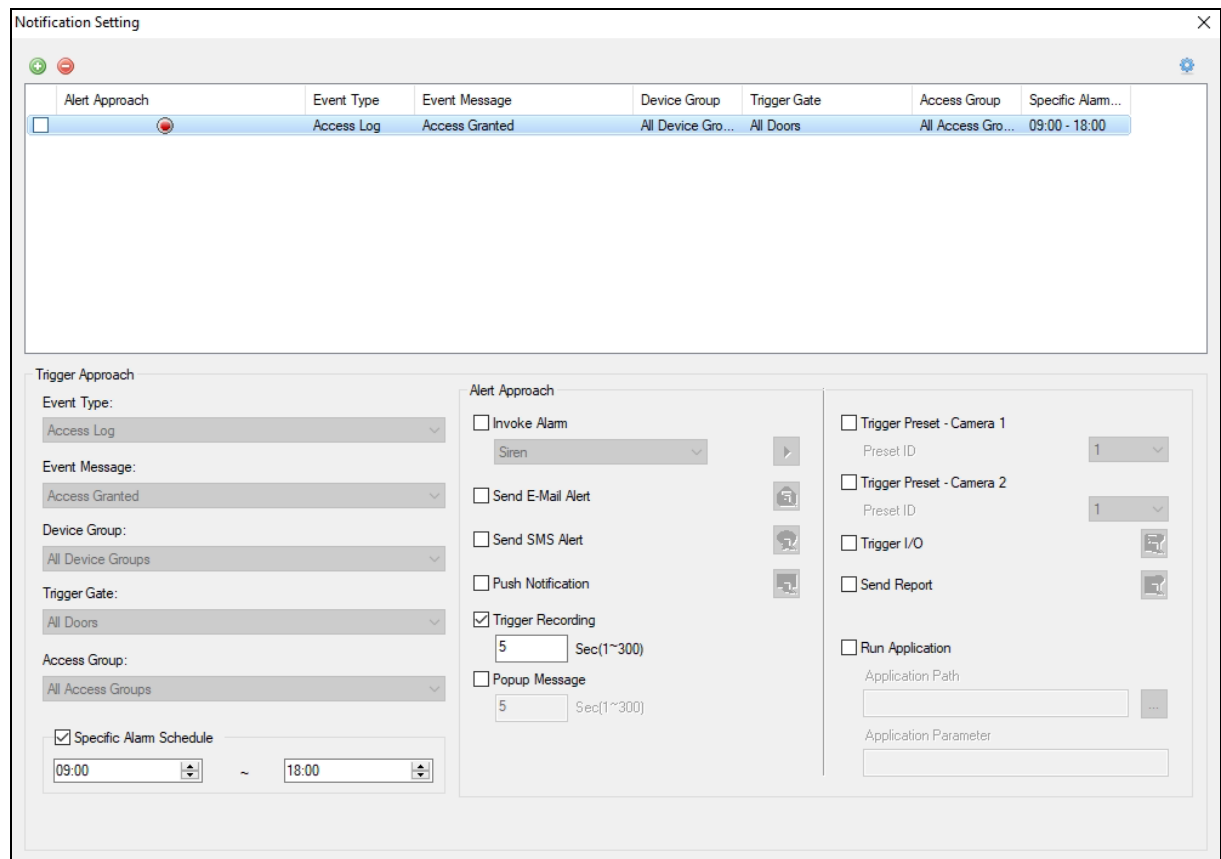 Notification Setting
Alert Approach Event Type Event Message Device Group Trigger Gate Access Group Specific Alarm...
Access Log Access Granted All Device Gro... All Doors All Access Gro... 09:00 - 18:00
Trigger Approach
Event Type:
Access Log
Event Message:
Access Granted
Device Group:
All Device Groups
Trigger Gate:
All Doors
Access Group:
All Access Groups
Specific Alarm Schedule
09:00 ~ 18:00
Alert Approach
Invoke Alarm
Siren
Send E-Mail Alert
Send SMS Alert
Push Notification
Trigger Recording
5 Sec(1~300)
Popup Message
5 Sec(1~300)
Trigger Preset - Camera 1
Preset ID 1
Trigger Preset - Camera 2
Preset ID 1
Trigger I/O
Send Report
Run Application
Application Path
...
Application Parameter